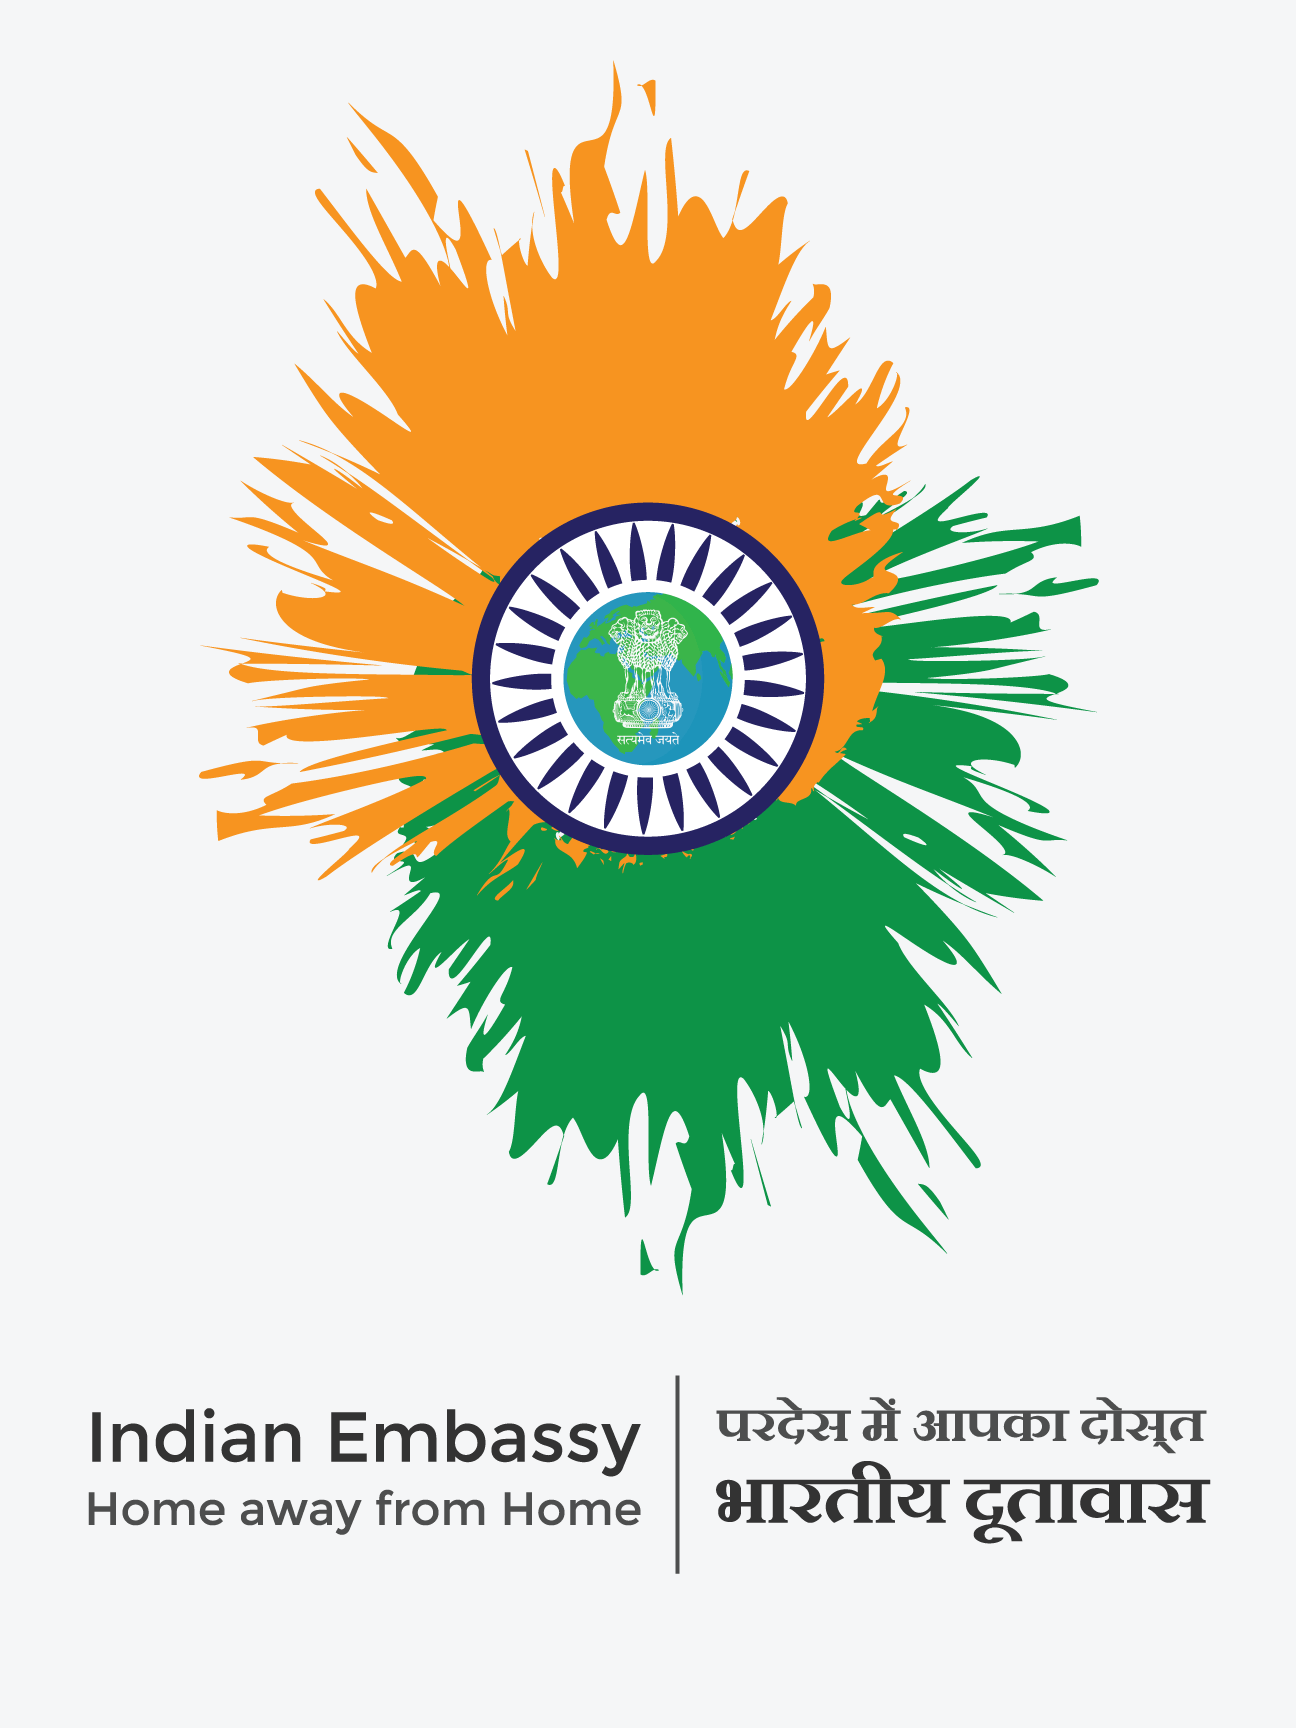 सत्यमेव जयते
Indian Embassy
Home away from Home
परदेस में आपका दोस्त
भारतीय दूतावास